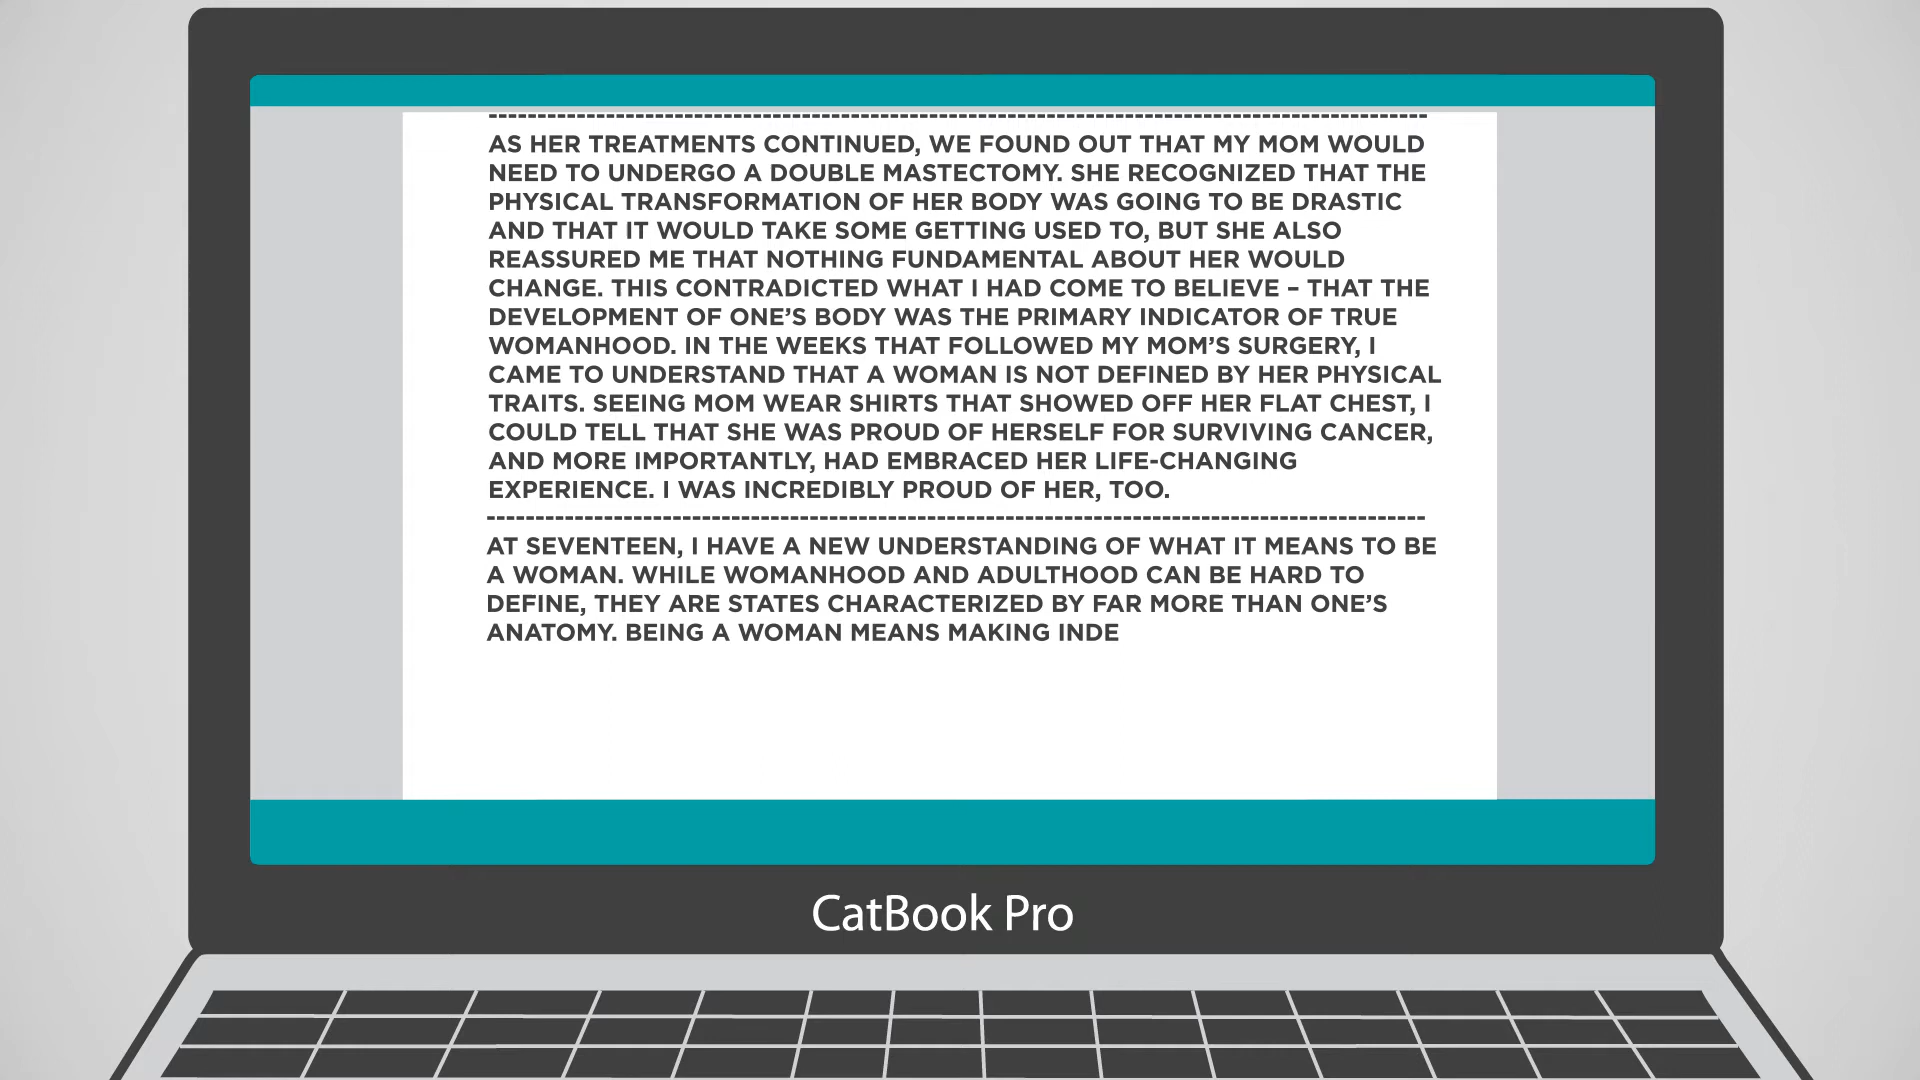 AS HER TREATMENTS CONTINUED, WE FOUND OUT THAT MY MOM WOULD
NEED TO UNDERGO A DOUBLE MASTECTOMY. SHE RECOGNIZED THAT THE
PHYSICAL TRANSFORMATION OF HER BODY WAS GOING TO BE DRASTIC
AND THAT IT WOULD TAKE SOME GETTING USED TO, BUT SHE ALSO
REASSURED ME THAT NOTHING FUNDAMENTAL ABOUT HER WOULD
CHANGE. THIS CONTRADICTED WHAT I HAD COME TO BELIEVE – THAT THE
DEVELOPMENT OF ONE’S BODY WAS THE PRIMARY INDICATOR OF TRUE
WOMANHOOD. IN THE WEEKS THAT FOLLOWED MY MOM’S SURGERY, I
CAME TO UNDERSTAND THAT A WOMAN IS NOT DEFINED BY HER PHYSICAL
TRAITS. SEEING MOM WEAR SHIRTS THAT SHOWED OFF HER FLAT CHEST, I
COULD TELL THAT SHE WAS PROUD OF HERSELF FOR SURVIVING CANCER,
AND MORE IMPORTANTLY, HAD EMBRACED HER LIFE-CHANGING
EXPERIENCE. I WAS INCREDIBLY PROUD OF HER, TOO.
AT SEVENTEEN, I HAVE A NEW UNDERSTANDING OF WHAT IT MEANS TO BE
A WOMAN. WHILE WOMANHOOD AND ADULTHOOD CAN BE HARD TO
DEFINE, THEY ARE STATES CHARACTERIZED BY FAR MORE THAN ONE’S
ANATOMY. BEING A WOMAN MEANS MAKING INDE
CatBook Pro